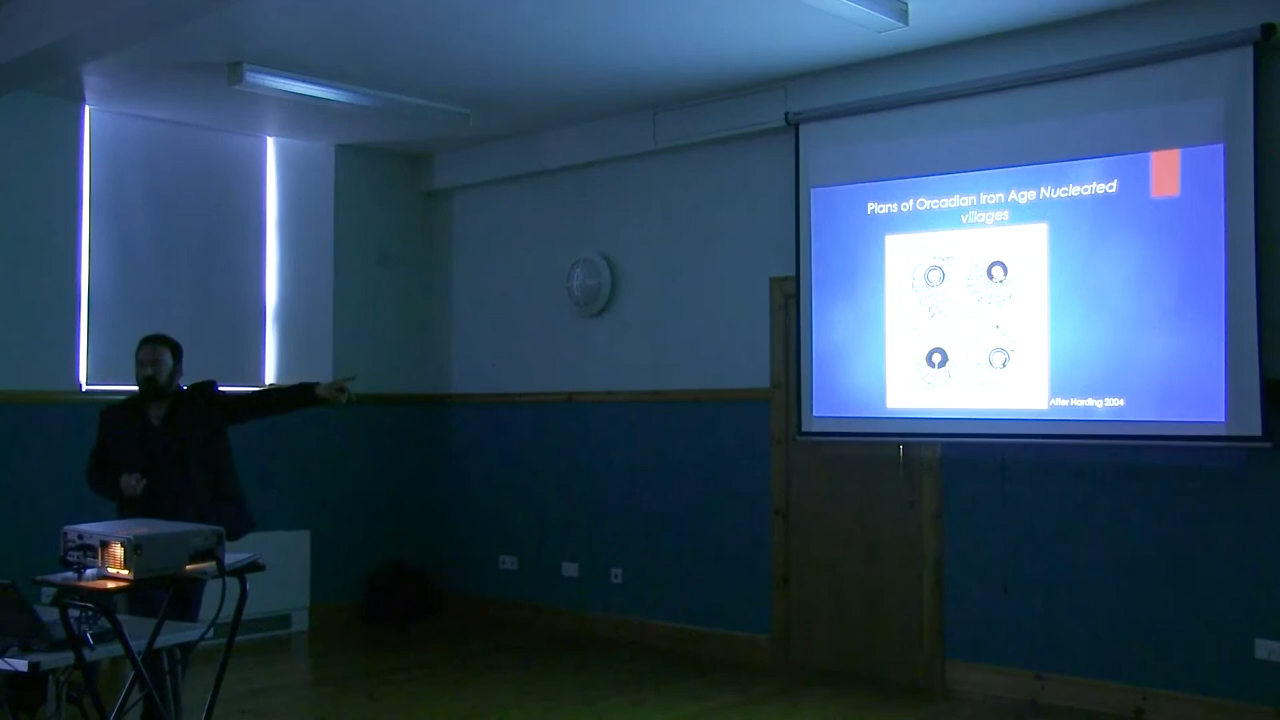 Plans of Orcadian Iron Age Nucleated
villages
After Harding 2004